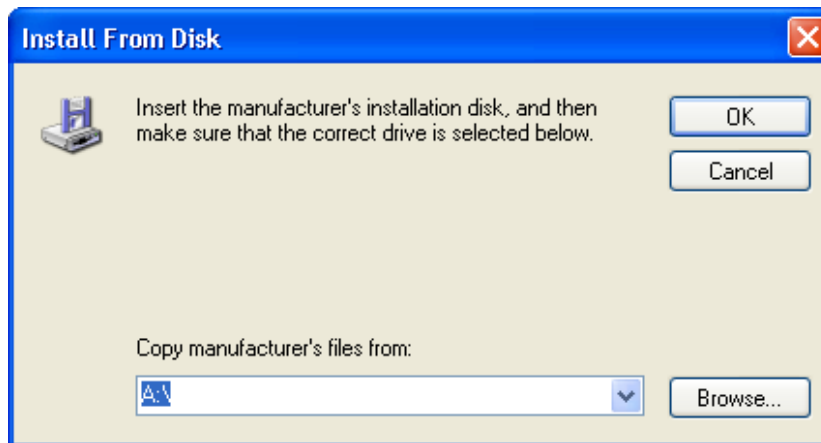 Install From Disk
Insert the manufacturer's installation disk, and then
make sure that the correct drive is selected below.
OK
Cancel
Copy manufacturer's files from:
A:\
Browse...